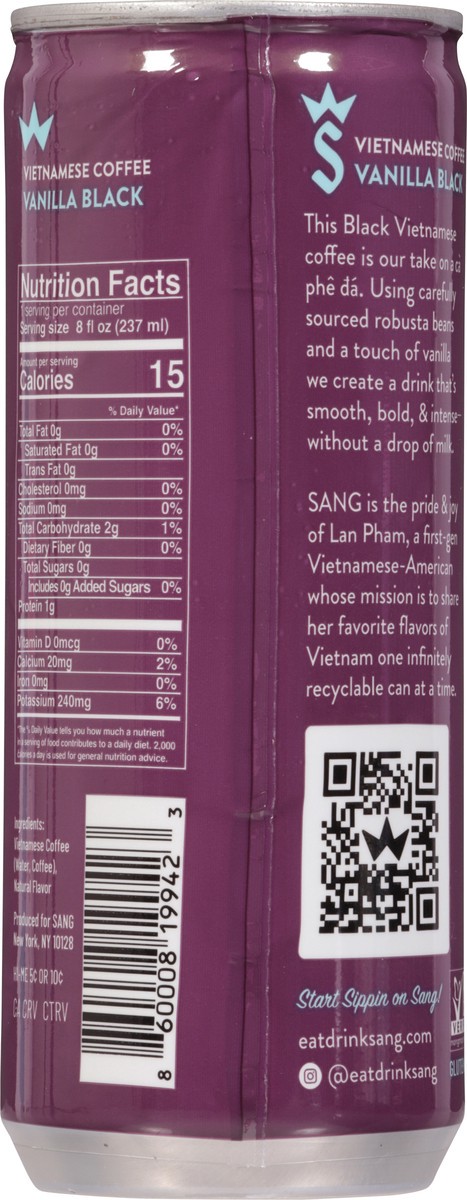 VIETNAMESE COFFEE
VANILLA BLACK
Nutrition Facts
1 serving per container
Serving size 8 fl oz (237 ml)
Amount per serving
Calories 15
% Daily Value*
Total Fat 0g 0%
Saturated Fat 0g 0%
Trans Fat 0g
Cholesterol 0mg 0%
Sodium 0mg 0%
Total Carbohydrate 2g 1%
Dietary Fiber 0g 0%
Total Sugars 0g
Includes 0g Added Sugars 0%
Protein 1g
Vitamin D 0mcg 0%
Calcium 20mg 2%
Iron 0mg 0%
Potassium 240mg 6%
*The % Daily Value tells you how much a nutrient
in a serving of food contributes to a daily diet. 2,000
calories a day is used for general nutrition advice.
Ingredients:
Vietnamese Coffee
(Water, Coffee),
Natural Flavor
Produced for SANG
New York, NY 10128
HI-ME 5¢ OR 10¢
CA CRV CTRV
8 60008 19942 3
S
VIETNAMESE COFFEE
VANILLA BLACK
This Black Vietnamese
coffee is our take on a cà
phê đá. Using carefully
sourced robusta beans
and a touch of vanilla
we create a drink that's
smooth, bold, & intense-
without a drop of milk.
SANG is the pride & joy
of Lan Pham, a first-gen
Vietnamese-American
whose mission is to share
her favorite flavors of
Vietnam one infinitely
recyclable can at a time.
Start Sippin on Sang!
eatdrinksang.com
@eatdrinksang